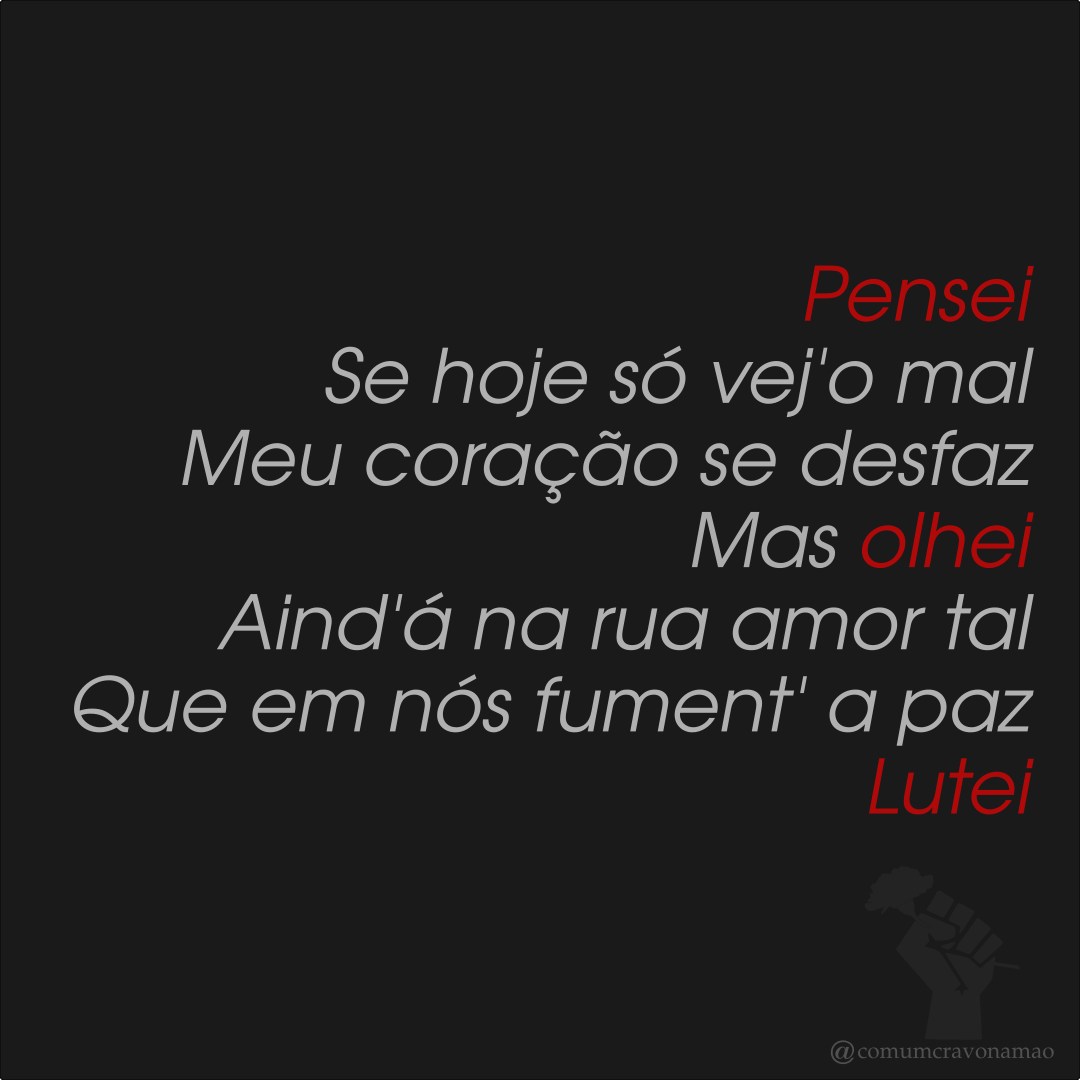 Pensei
Se hoje só vej'o mal
Meu coração se desfaz
Mas olhei
Aind'á na rua amor tal
Que em nós fument' a paz
Lutei
@comumcravonamao